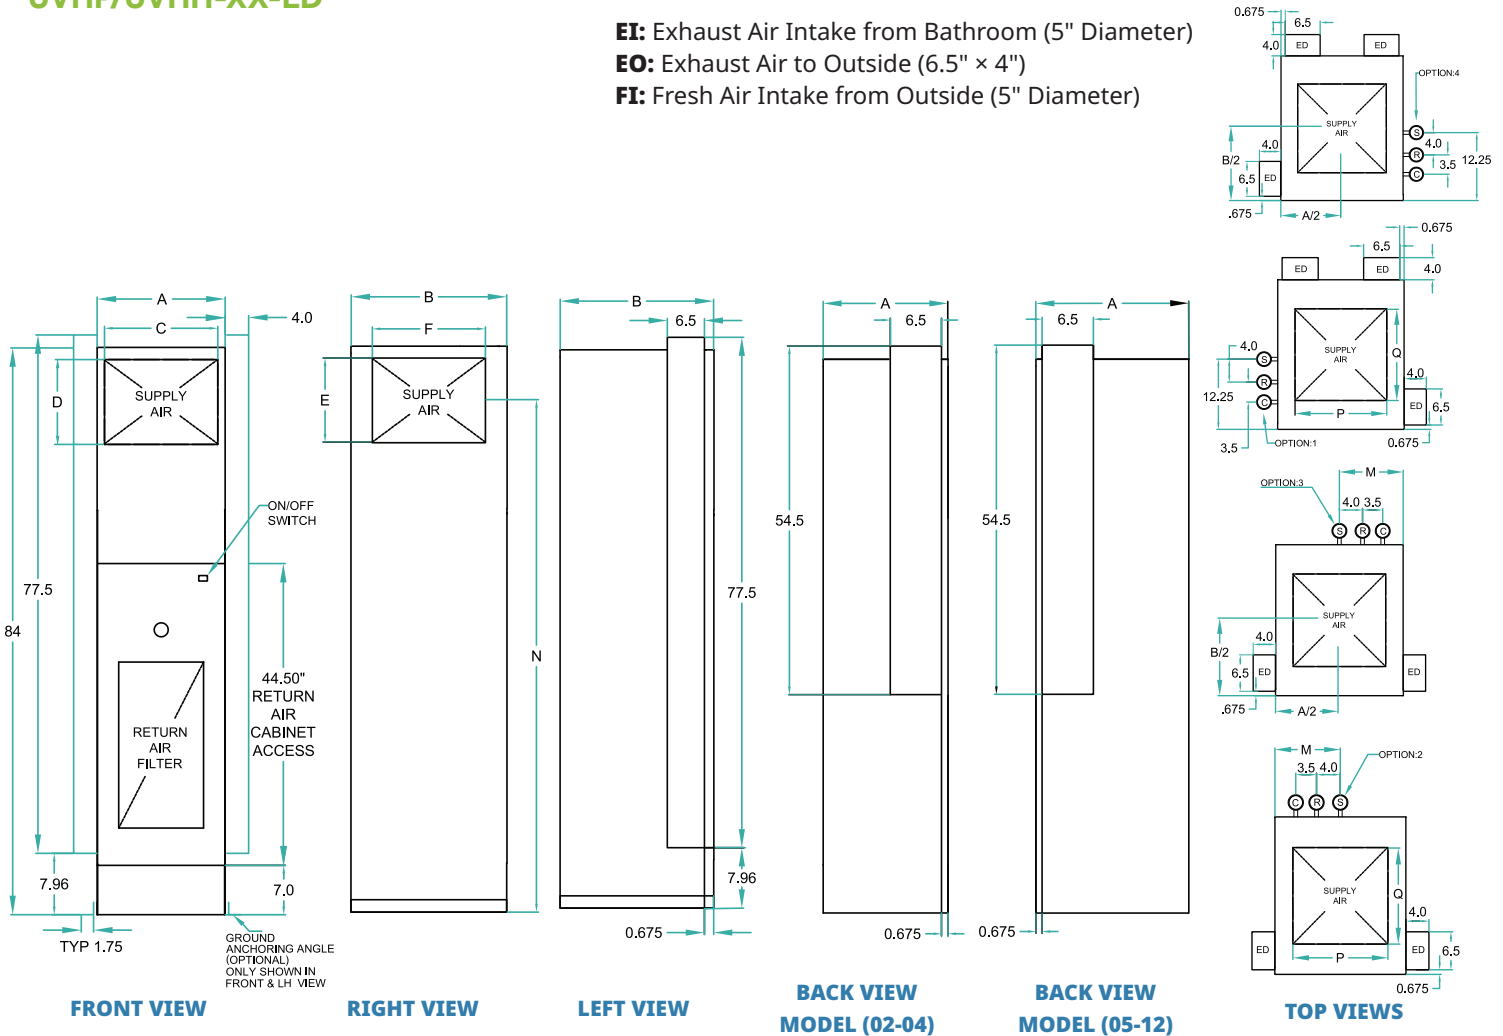 UVHP/UVHH-XX-ED
EI: Exhaust Air Intake from Bathroom (5" Diameter)
EO: Exhaust Air to Outside (6.5" × 4")
FI: Fresh Air Intake from Outside (5" Diameter)
A
C
4.0
D
SUPPLY
AIR
ON/OFF
SWITCH
77.5
84
44.50"
RETURN
AIR
CABINET
ACCESS
RETURN
AIR
FILTER
7.96
7.0
TYP 1.75
GROUND
ANCHORING ANGLE
(OPTIONAL)
ONLY SHOWN IN
FRONT & LH VIEW
FRONT VIEW
B
F
E
SUPPLY
AIR
N
RIGHT VIEW
B
6.5
77.5
7.96
0.675
LEFT VIEW
A
6.5
54.5
0.675
BACK VIEW
MODEL (02-04)
A
6.5
54.5
0.675
BACK VIEW
MODEL (05-12)
0.675
6.5
4.0
ED
ED
OPTION:4
SUPPLY
AIR
S
R
C
4.0
3.5
12.25
B/2
4.0
6.5
ED
.675
A/2
0.675
6.5
4.0
ED
ED
SUPPLY
AIR
Q
P
4.0
S
R
C
12.25
3.5
OPTION:1
4.0
ED
6.5
0.675
M
OPTION:3
4.0 3.5
S
R
C
SUPPLY
AIR
B/2
4.0
6.5
ED
ED
.675
A/2
M
OPTION:2
3.5 4.0
C
R
S
SUPPLY
AIR
Q
P
4.0
ED
ED
6.5
0.675
TOP VIEWS